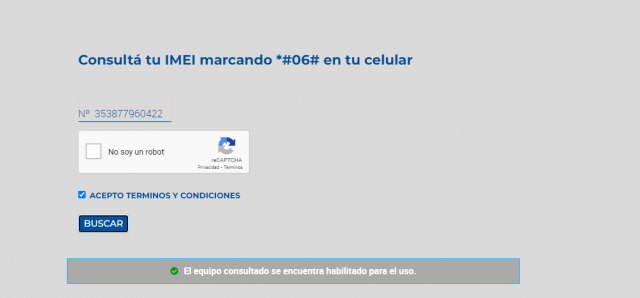 Consultá tu IMEI marcando *#06# en tu celular
Nº 353877960422
No soy un robot
reCAPTCHA
Privacidad - Términos
ACEPTO TERMINOS Y CONDICIONES
BUSCAR
El equipo consultado se encuentra habilitado para el uso.